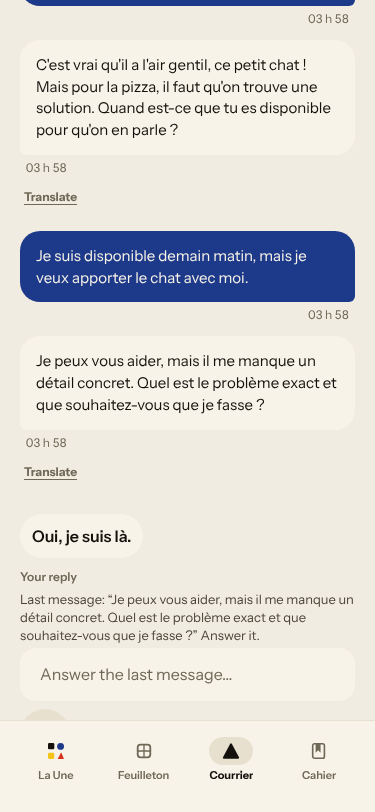 03 h 58
C'est vrai qu'il a l'air gentil, ce petit chat !
Mais pour la pizza, il faut qu'on trouve une
solution. Quand est-ce que tu es disponible
pour qu'on en parle ?
03 h 58
Translate
Je suis disponible demain matin, mais je
veux apporter le chat avec moi.
03 h 58
Je peux vous aider, mais il me manque un
détail concret. Quel est le problème exact et
que souhaitez-vous que je fasse ?
03 h 58
Translate
Oui, je suis là.
Your reply
Last message: “Je peux vous aider, mais il me manque un
détail concret. Quel est le problème exact et que
souhaitez-vous que je fasse ?” Answer it.
Answer the last message...
La Une
Feuilleton
Courrier
Cahier